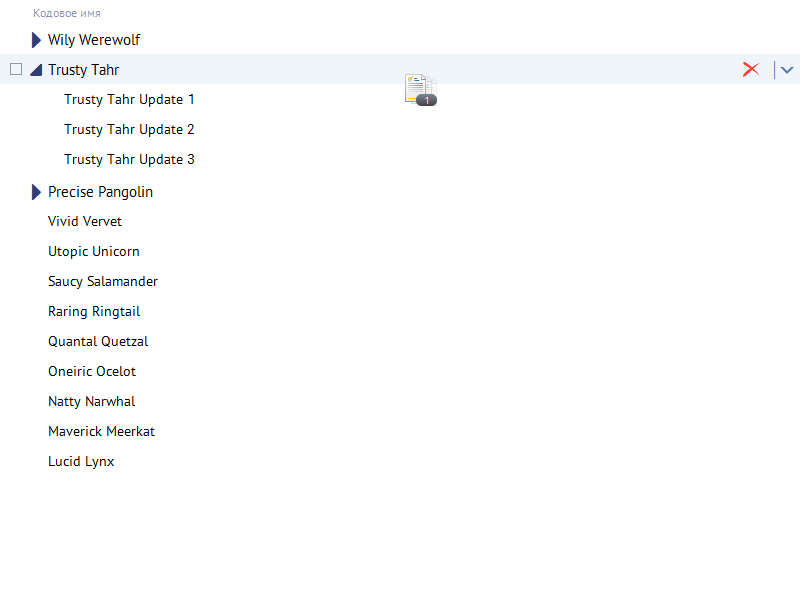 Кодовое имя
Wily Werewolf
Trusty Tahr
1
Trusty Tahr Update 1
Trusty Tahr Update 2
Trusty Tahr Update 3
Precise Pangolin
Vivid Vervet
Utopic Unicorn
Saucy Salamander
Raring Ringtail
Quantal Quetzal
Oneiric Ocelot
Natty Narwhal
Maverick Meerkat
Lucid Lynx